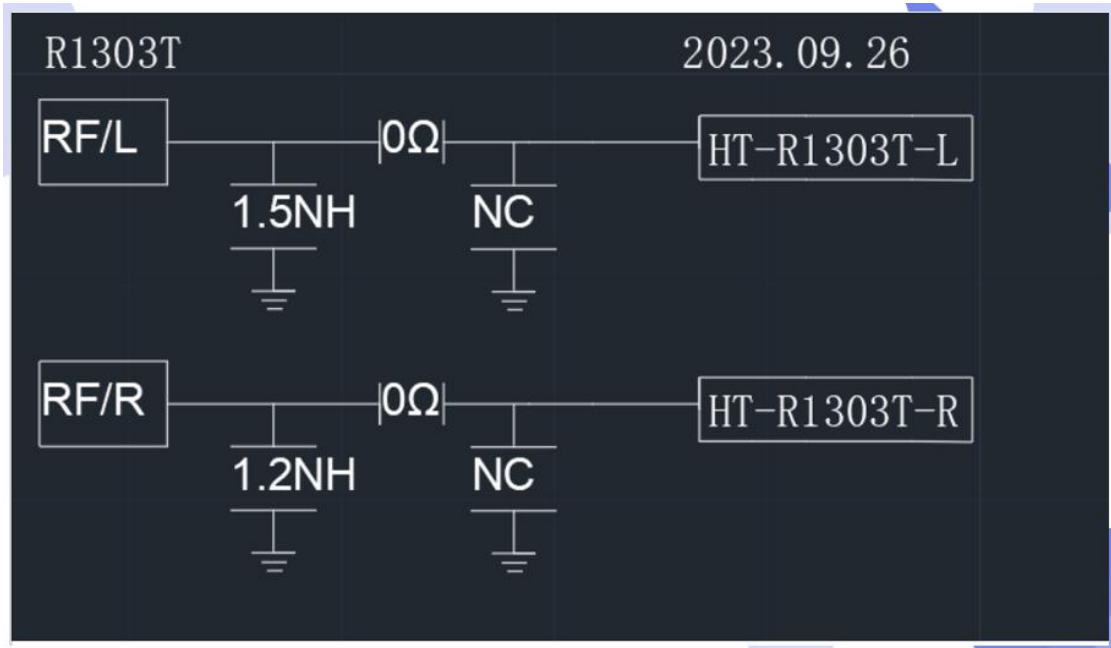 R1303T 2023.09.26
RF/L 0Ω HT-R1303T-L
1.5NH NC
RF/R 0Ω HT-R1303T-R
1.2NH NC